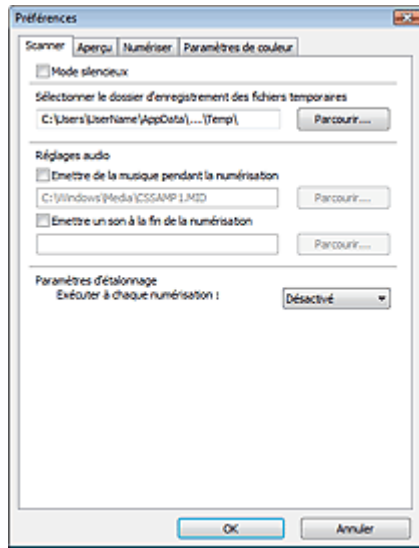 Préférences
Scanner Aperçu Numériser Paramètres de couleur
Mode silencieux
Sélectionner le dossier d'enregistrement des fichiers temporaires
C:\Users\UserName\AppData\....\Temp\, Parcourir....
Réglages audio
Emettre de la musique pendant la numérisation
C:\Windows\Media\CSSAMP1.MID Parcourir....
Emettre un son à la fin de la numérisation
Parcourir....
Paramètres d'étalonnage
Exécuter à chaque numérisation : Désactivé
OK Annuler